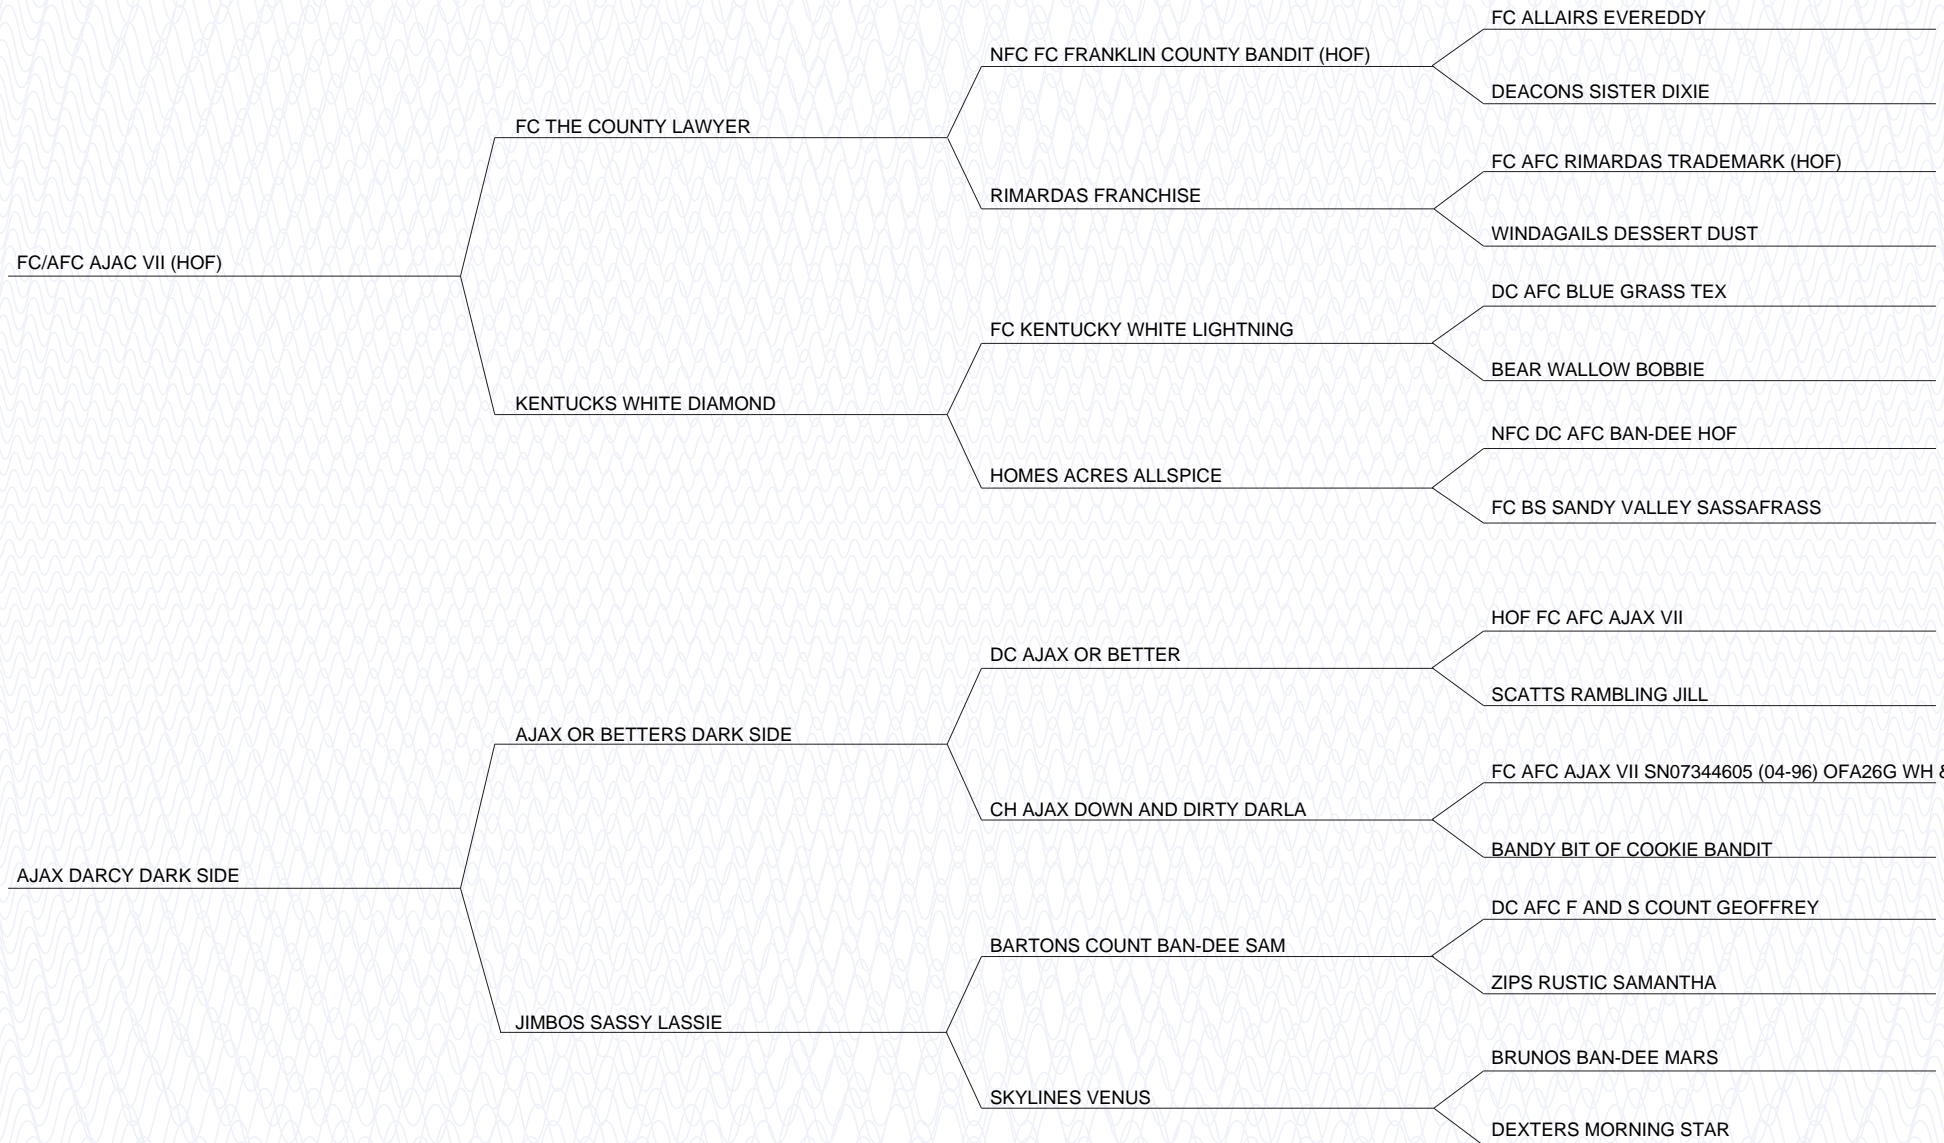 FC ALLAIRS EVEREDDY
NFC FC FRANKLIN COUNTY BANDIT (HOF)
DEACONS SISTER DIXIE
FC THE COUNTY LAWYER
FC AFC RIMARDAS TRADEMARK (HOF)
RIMARDAS FRANCHISE
WINDAGAILS DESSERT DUST
FC/AFC AJAC VII (HOF)
DC AFC BLUE GRASS TEX
FC KENTUCKY WHITE LIGHTNING
BEAR WALLOW BOBBIE
KENTUCKS WHITE DIAMOND
NFC DC AFC BAN-DEE HOF
HOMES ACRES ALLSPICE
FC BS SANDY VALLEY SASSAFRASS
HOF FC AFC AJAX VII
DC AJAX OR BETTER
SCATTS RAMBLING JILL
AJAX OR BETTERS DARK SIDE
FC AFC AJAX VII SN07344605 (04-96) OFA26G WH &
CH AJAX DOWN AND DIRTY DARLA
BANDY BIT OF COOKIE BANDIT
AJAX DARCY DARK SIDE
DC AFC F AND S COUNT GEOFFREY
BARTONS COUNT BAN-DEE SAM
ZIPS RUSTIC SAMANTHA
JIMBOS SASSY LASSIE
BRUNOS BAN-DEE MARS
SKYLINES VENUS
DEXTERS MORNING STAR